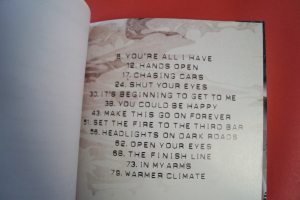 5. YOU'RE ALL I HAVE
12. HANDS OPEN
17. CHASING CARS
24. SHUT YOUR EYES
30. IT'S BEGINNING TO GET TO ME
38. YOU COULD BE HAPPY
43. MAKE THIS GO ON FOREVER
51. SET THE FIRE TO THE THIRD BAR
56. HEADLIGHTS ON DARK ROADS
62. OPEN YOUR EYES
68. THE FINISH LINE
73. IN MY ARMS
79. WARMER CLIMATE